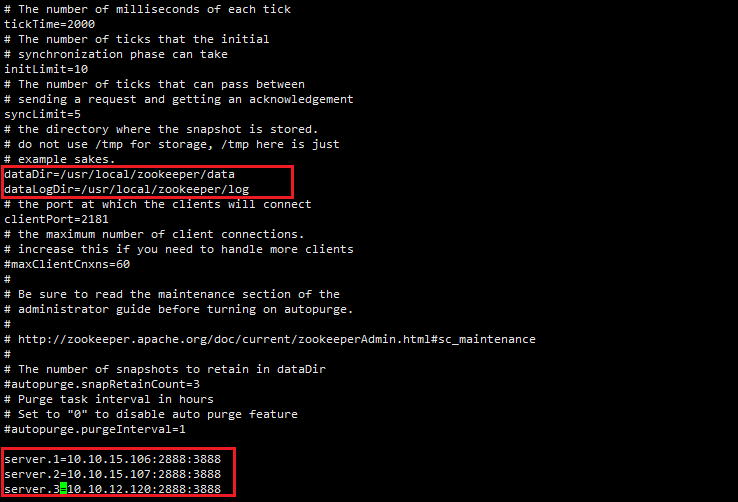 # The number of milliseconds of each tick
tickTime=2000
# The number of ticks that the initial
# synchronization phase can take
initLimit=10
# The number of ticks that can pass between
# sending a request and getting an acknowledgement
syncLimit=5
# the directory where the snapshot is stored.
# do not use /tmp for storage, /tmp here is just
# example sakes.
dataDir=/usr/local/zookeeper/data
dataLogDir=/usr/local/zookeeper/log
# the port at which the clients will connect
clientPort=2181
# the maximum number of client connections.
# increase this if you need to handle more clients
#maxClientCnxns=60
#
# Be sure to read the maintenance section of the
# administrator guide before turning on autopurge.
#
# http://zookeeper.apache.org/doc/current/zookeeperAdmin.html#sc_maintenance
#
# The number of snapshots to retain in dataDir
#autopurge.snapRetainCount=3
# Purge task interval in hours
# Set to "0" to disable auto purge feature
#autopurge.purgeInterval=1
server.1=10.10.15.106:2888:3888
server.2=10.10.15.107:2888:3888
server.3=10.10.12.120:2888:3888